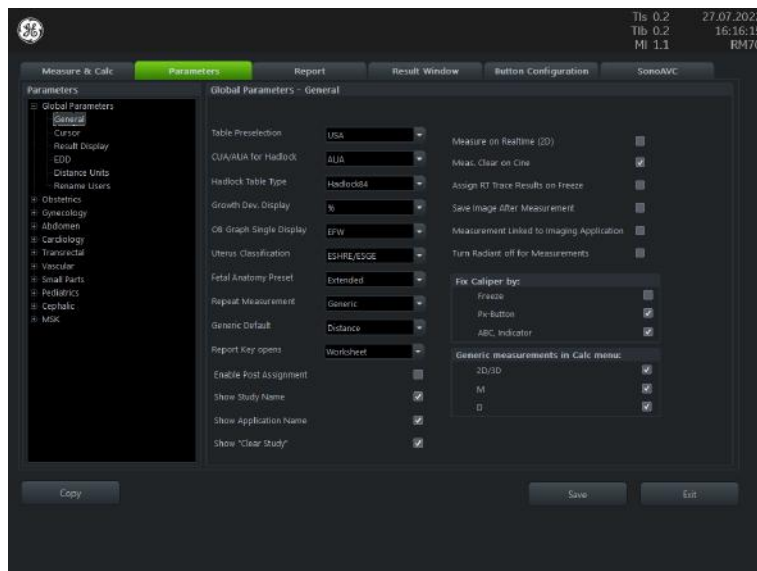 TIs 0.2
TIb 0.2
MI 1.1
16:16:1
Measure & Calc
Parameters
Report
Result Window
Button Configuration
SonoAVC
Parameters
Global Parameters
General
Cursor
Result Display
EDD
Distance Units
Rename Users
Obstetrics
Gynecology
Abdomen
Cardiology
Transrectal
Vascular
Small Parts
Pediatrics
Cephalic
MSK
Global Parameters - General
Table Preselection USA
CUA/AUA for Hadlock AUA
Hadlock Table Type Hadlock84
Growth Dev. Display %
OB Graph Single Display EFW
Uterus Classification ESHRE/ESGE
Fetal Anatomy Preset Extended
Repeat Measurement Generic
Generic Default Distance
Report Key opens Worksheet
Enable Post Assignment
Show Study Name
Show Application Name
Show "Clear Study"
Measure on Realtime (2D)
Meas. Clear on Cine
Assign RT Trace Results on Freeze
Save Image After Measurement
Measurement Linked to Imaging Application
Turn Radiant off for Measurements
Fix Caliper by:
Freeze
Px-Button
ABC, Indicator
Generic measurements in Calc menu:
2D/3D
M
D
Copy
Save
Exit